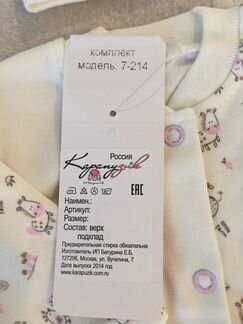 комплект
модель: 7-214
Россия
Карапузик
ЕАС
Наимен.:
Артикул:
Размер:
Состав: верх
подклад
Предварительная стирка обязательна
Изготовитель ИП Батурина Е.Б.
127206, Москва, ул. Вучетича, 7
Дата выпуска 2014 год
www.karapuzik.com.ru